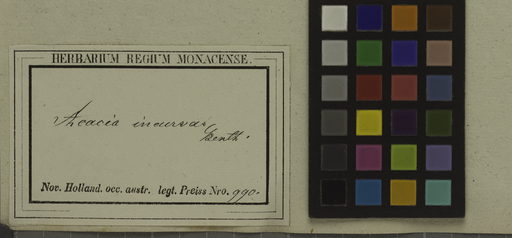 HERBARIUM REGIUM MONACENSE.
Acacia incurva
Benth.
Nov. Holland. occ. austr. legt. Preiss Nro. 990.